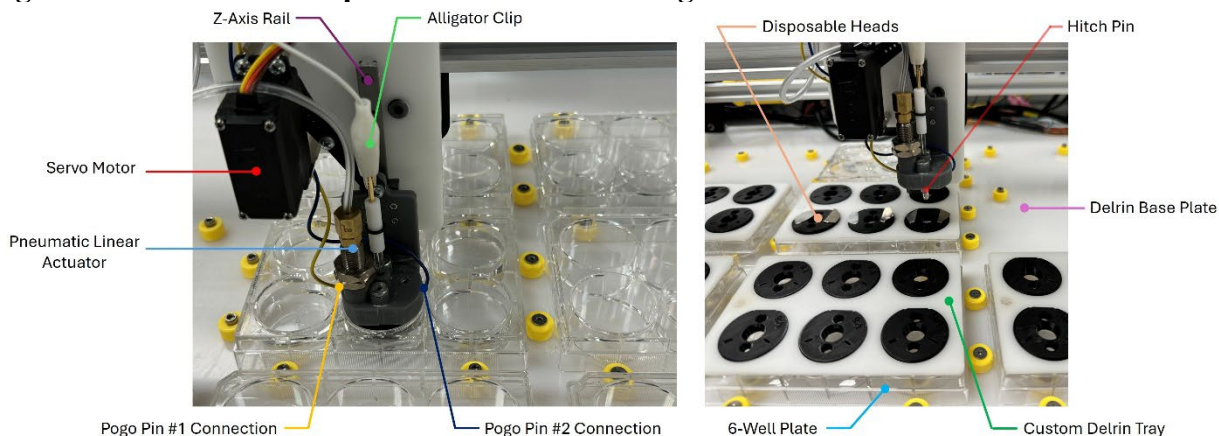 Z-Axis Rail
Alligator Clip
Servo Motor
Pneumatic Linear
Actuator
Pogo Pin #1 Connection
Pogo Pin #2 Connection
Disposable Heads
Hitch Pin
Delrin Base Plate
6-Well Plate
Custom Delrin Tray